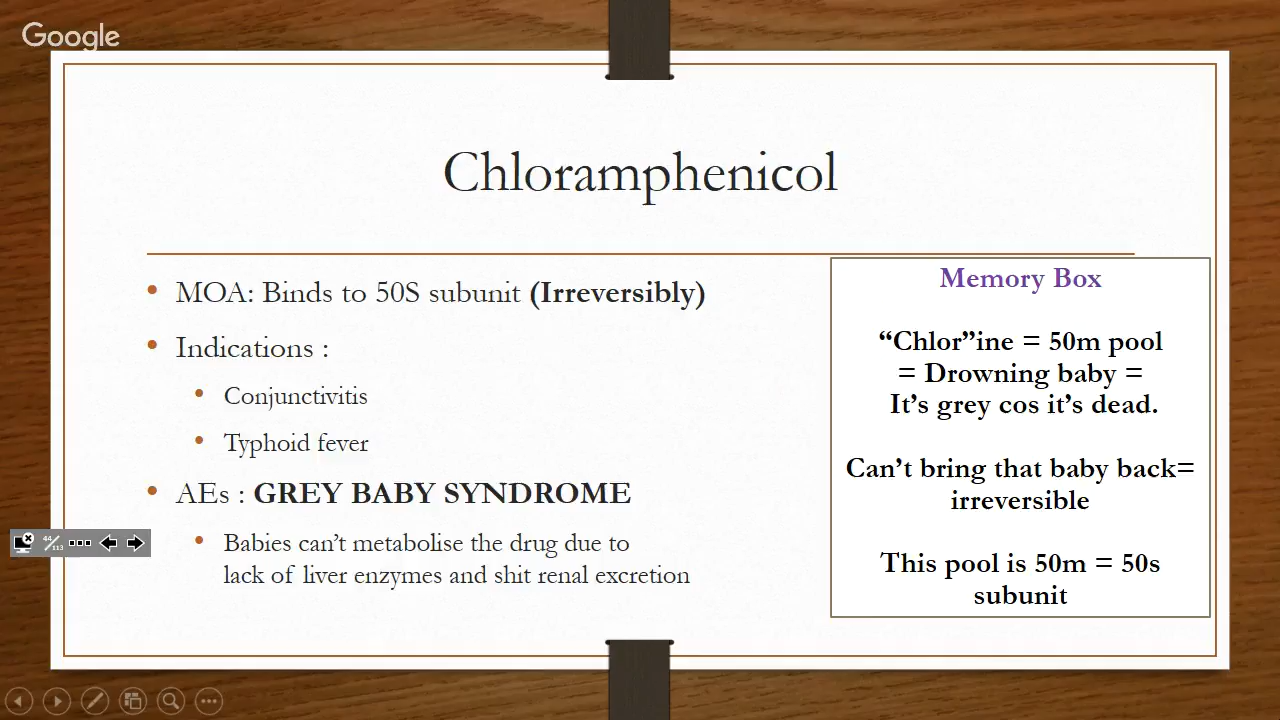 Google
Chloramphenicol
• MOA: Binds to 50S subunit (Irreversibly)
• Indications :
• Conjunctivitis
• Typhoid fever
• AEs : GREY BABY SYNDROME
• Babies can’t metabolise the drug due to
lack of liver enzymes and shit renal excretion
Memory Box
“Chlor”ine = 50m pool
= Drowning baby =
It’s grey cos it’s dead.
Can’t bring that baby back=
irreversible
This pool is 50m = 50s
subunit
44/113